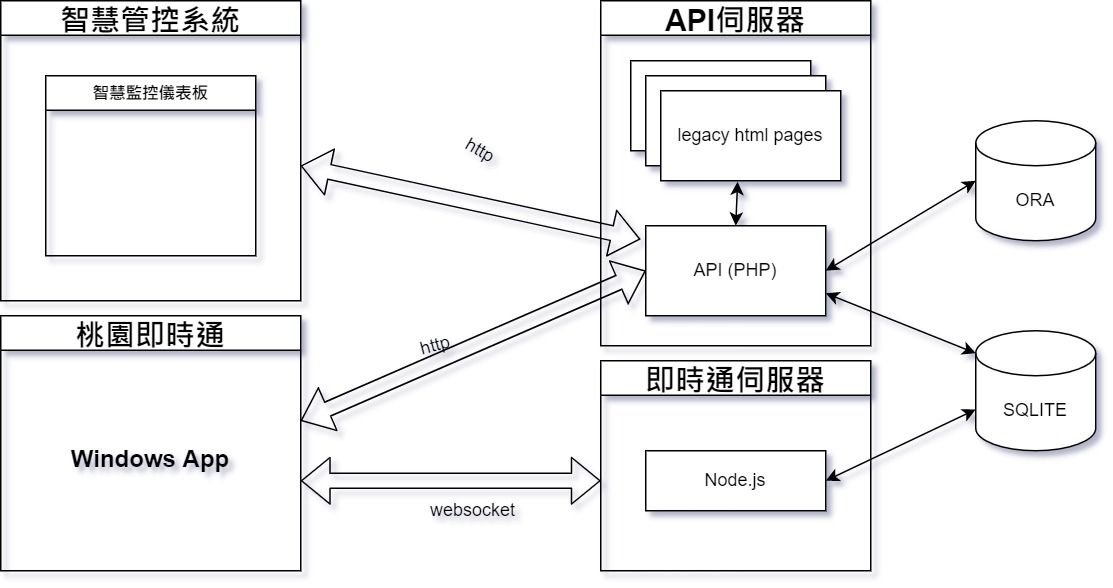 智慧管控系統
智慧監控儀表板
http
API伺服器
legacy html pages
API (PHP)
ORA
桃園即時通
Windows App
http
websocket
即時通伺服器
Node.js
SQLITE